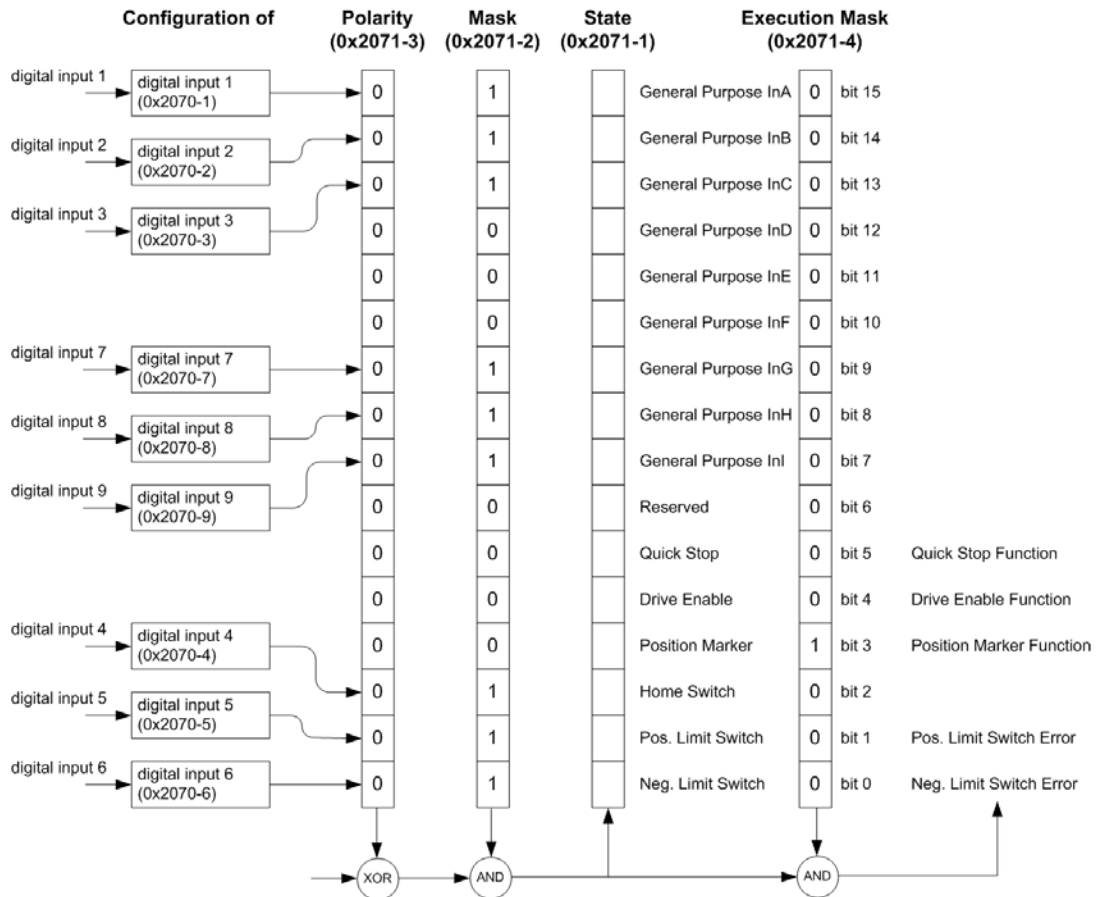 Configuration of Polarity Mask State Execution Mask
(0x2071-3) (0x2071-2) (0x2071-1) (0x2071-4)
digital input 1 digital input 1 0 1 General Purpose InA 0 bit 15
(0x2070-1)
digital input 2 digital input 2 0 1 General Purpose InB 0 bit 14
(0x2070-2)
digital input 3 digital input 3 0 1 General Purpose InC 0 bit 13
(0x2070-3)
0 0 General Purpose InD 0 bit 12
0 0 General Purpose InE 0 bit 11
0 0 General Purpose InF 0 bit 10
digital input 7 digital input 7 0 1 General Purpose InG 0 bit 9
(0x2070-7)
digital input 8 digital input 8 0 1 General Purpose InH 0 bit 8
(0x2070-8)
digital input 9 digital input 9 0 1 General Purpose InI 0 bit 7
(0x2070-9)
0 0 Reserved 0 bit 6
0 0 Quick Stop 0 bit 5 Quick Stop Function
0 0 Drive Enable 0 bit 4 Drive Enable Function
digital input 4 digital input 4 0 0 Position Marker 1 bit 3 Position Marker Function
(0x2070-4)
digital input 5 digital input 5 0 1 Home Switch 0 bit 2
(0x2070-5)
0 1 Pos. Limit Switch 0 bit 1 Pos. Limit Switch Error
digital input 6 digital input 6 0 1 Neg. Limit Switch 0 bit 0 Neg. Limit Switch Error
(0x2070-6)
XOR AND AND